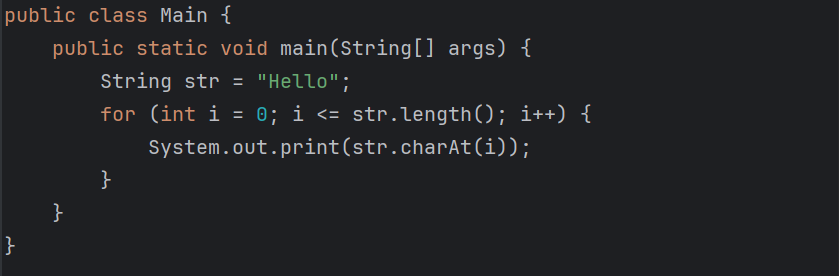 public class Main {
    public static void main(String[] args) {
        String str = "Hello";
        for (int i = 0; i <= str.length(); i++) {
            System.out.print(str.charAt(i));
        }
    }
}